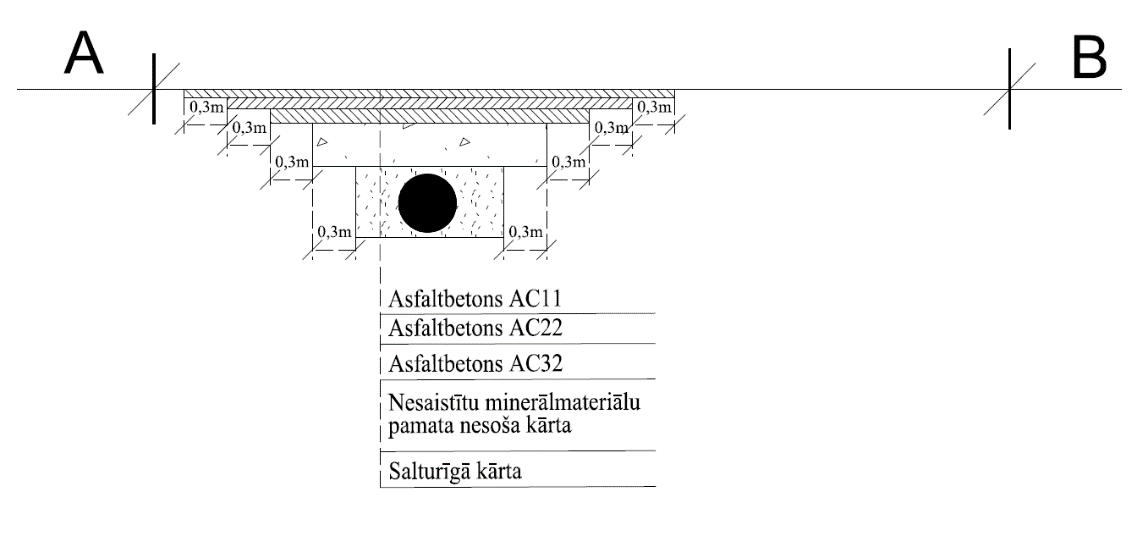 A
B
0,3m
0,3m
0,3m
0,3m
0,3m
0,3m
0,3m
0,3m
Asfaltbetons AC11
Asfaltbetons AC22
Asfaltbetons AC32
Nesaistītu minerālmateriālu
pamata nesoša kārta
Salturīgā kārta